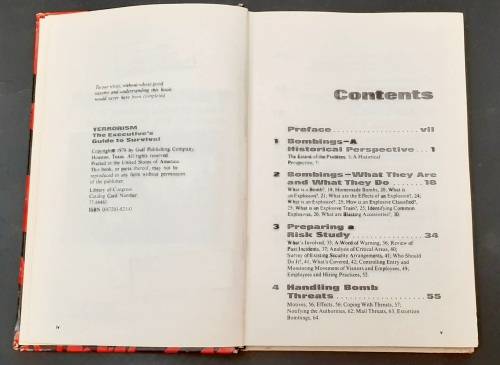 To our wives, without whose good
nature and understanding this book
would never have been completed.
TERRORISM
The Executive's
Guide to Survival
Copyright© 1978 by Gulf Publishing Company,
Houston, Texas. All rights reserved.
Printed in the United States of America.
This book, or parts thereof, may not be
reproduced in any form without permission
of the publisher.
Library of Congress
Catalog Card Number
ISBN
iv
Contents
Preface vii
1 Bombings—A
Historical Perspective ... 1
The Extent of the Problem, 1; A Historical
Perspective, 7.
2 Bombings—What They Are
and What They Do ........ 18
What is a Bomb?, 18; Homemade Bombs, 20; What is
an Explosive?, 21; What are the Effects of an Explosion?, 24;
What is an Explosive?, 25; How is an Explosive Classified?,
25; What is an Explosive Train?, 25; Identifying Common
Explosives, 26; What are Blasting Accessories?, 30.
3 Preparing a
Risk Study 34
What's Involved, 35; A Word of Warning, 36; Review of
Past Incidents, 37; Analysis of Critical Areas, 40;
Survey of Existing Security Arrangements, 41; Who Should
Do It?, 41; What's Covered, 42; Controlling Entry and
Monitoring Movement of Visitors and Employees, 49;
Employees and Hiring Practices, 53.
4 Handling Bomb
Threats 55
Motives, 56; Effects, 56; Coping With Threats, 57;
Notifying the Authorities, 62; Mail Threats, 63; Extortion
Bombings, 64.
v